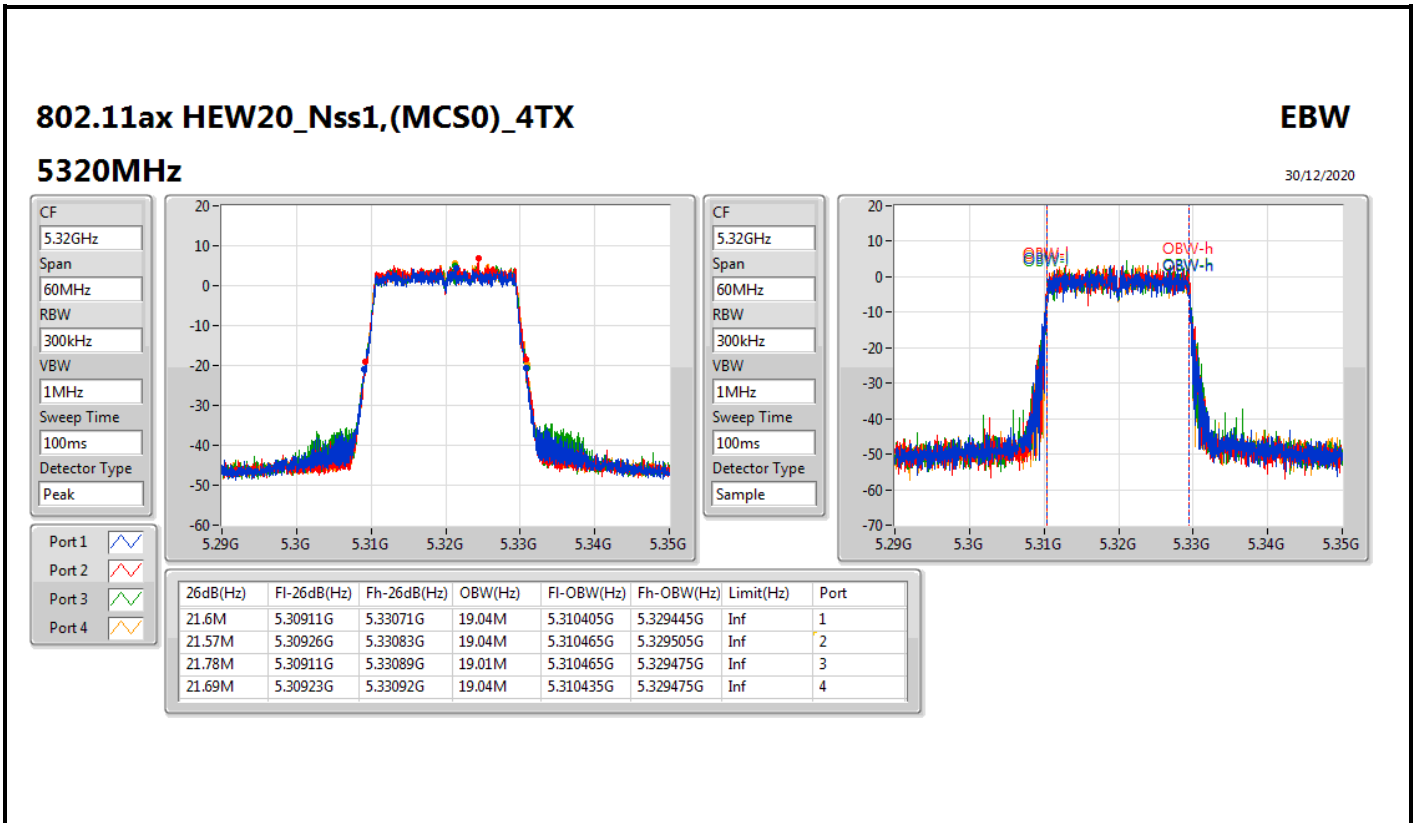 802.11ax HEW20_Nss1,(MCS0)_4TX
EBW
5320MHz
30/12/2020
CF
5.32GHz
Span
60MHz
RBW
300kHz
VBW
1MHz
Sweep Time
100ms
Detector Type
Peak
20
10
0
-10
-20
-30
-40
-50
-60
5.29G 5.3G 5.31G 5.32G 5.33G 5.34G 5.35G
CF
5.32GHz
Span
60MHz
RBW
300kHz
VBW
1MHz
Sweep Time
100ms
Detector Type
Sample
20
10
0
-10
-20
-30
-40
-50
-60
-70
OBW-l
OBW-h
OBW-l
OBW-h
5.29G 5.3G 5.31G 5.32G 5.33G 5.34G 5.35G
Port 1
Port 2
Port 3
Port 4
26dB(Hz) Fl-26dB(Hz) Fh-26dB(Hz) OBW(Hz) Fl-OBW(Hz) Fh-OBW(Hz) Limit(Hz) Port
21.6M 5.30911G 5.33071G 19.04M 5.310405G 5.329445G Inf 1
21.57M 5.30926G 5.33083G 19.04M 5.310465G 5.329505G Inf 2
21.78M 5.30911G 5.33089G 19.01M 5.310465G 5.329475G Inf 3
21.69M 5.30923G 5.33092G 19.04M 5.310435G 5.329475G Inf 4